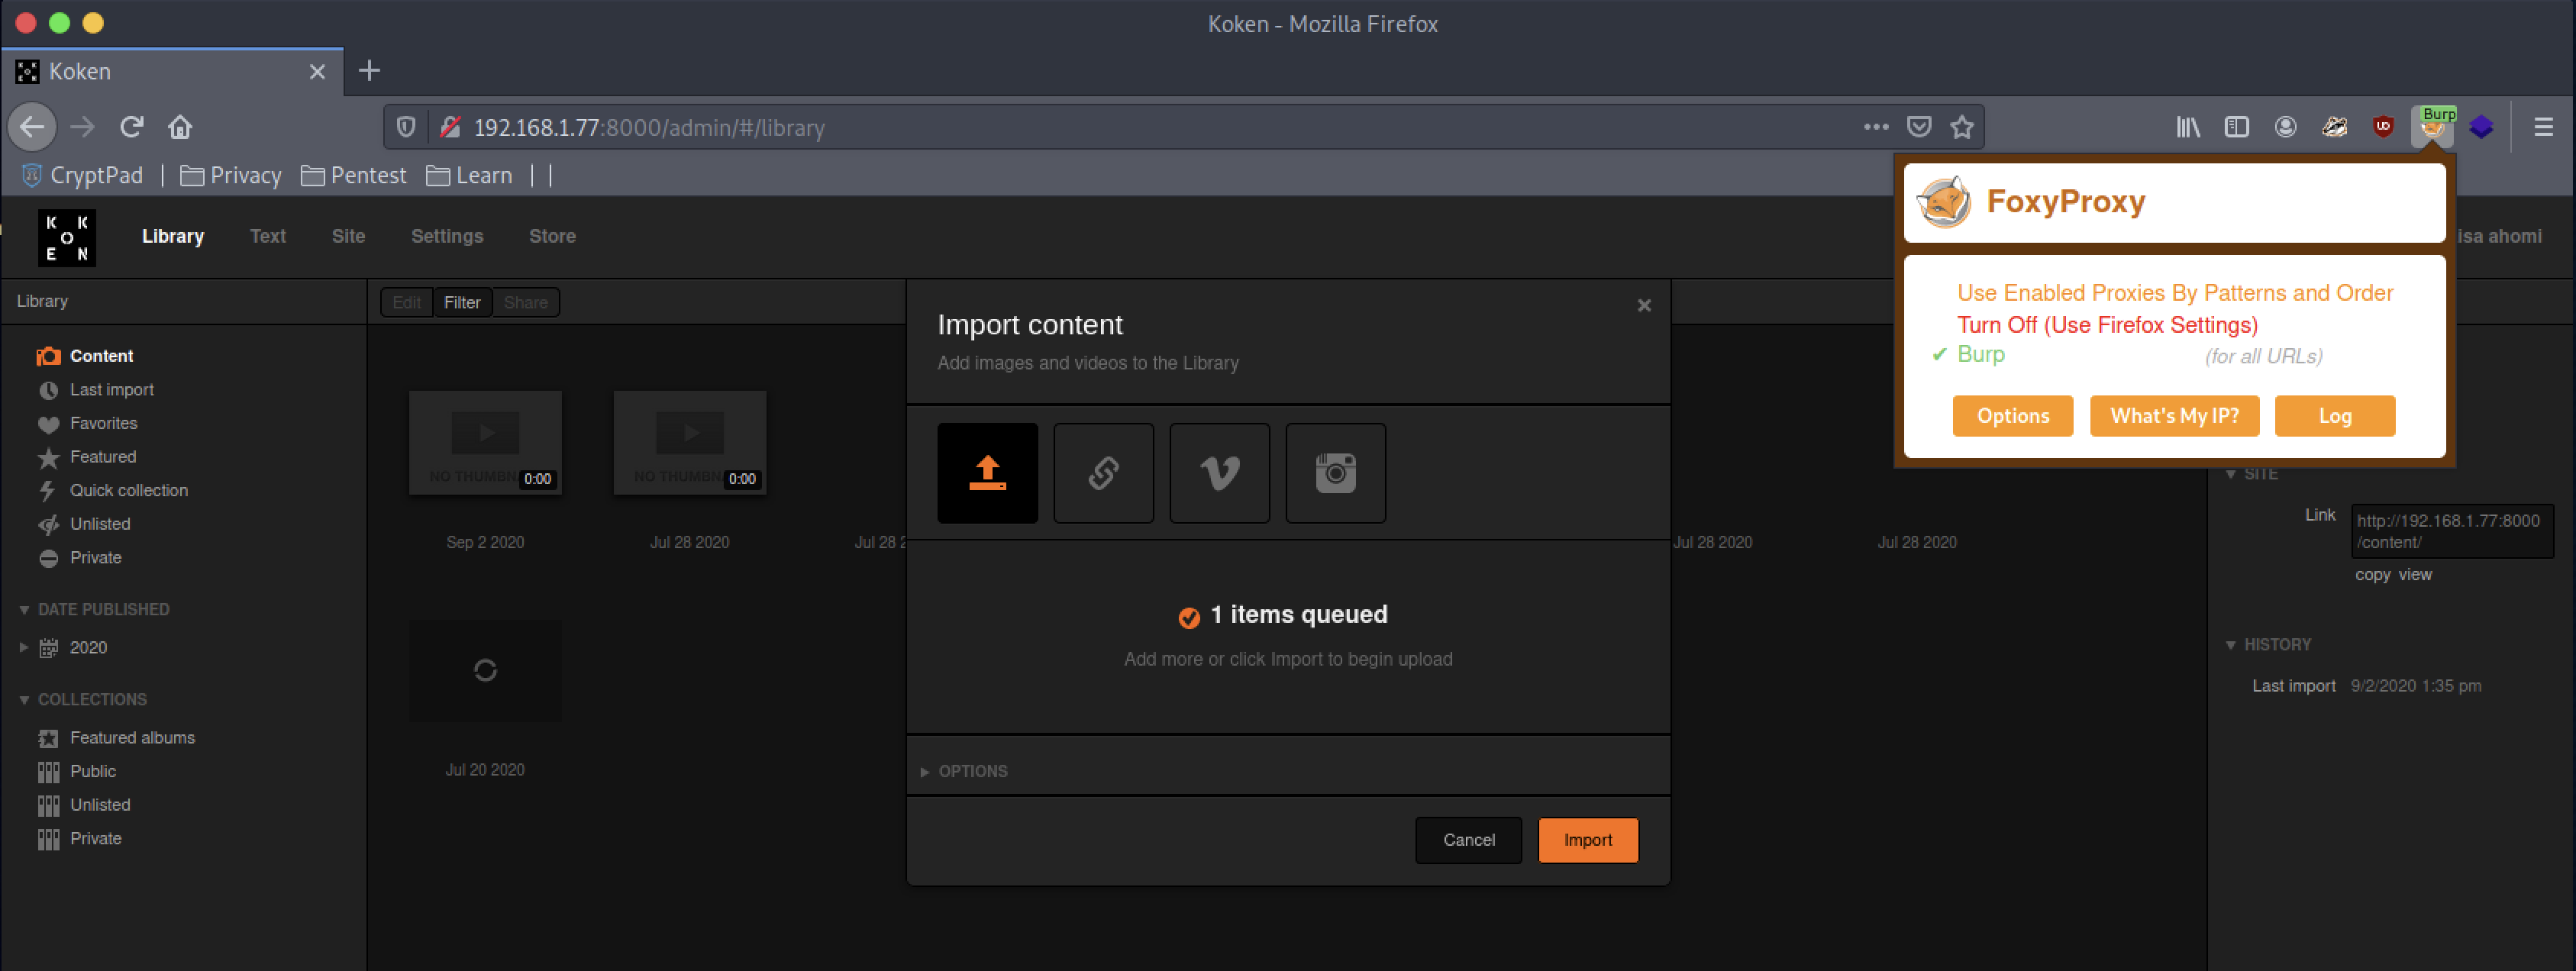 Koken - Mozilla Firefox
Koken
192.168.1.77:8000/admin/#/library
Burp
CryptPad
Privacy
Pentest
Learn
FoxyProxy
Use Enabled Proxies By Patterns and Order
Turn Off (Use Firefox Settings)
✔ Burp (for all URLs)
Options
What's My IP?
Log
K K
O
E N
Library
Text
Site
Settings
Store
isa ahomi
Library
Edit
Filter
Share
Content
Last import
Favorites
Featured
Quick collection
Unlisted
Private
DATE PUBLISHED
2020
COLLECTIONS
Featured albums
Public
Unlisted
Private
NO THUMBN
0:00
NO THUMBN
0:00
Sep 2 2020
Jul 28 2020
Jul 28 2
Jul 28 2020
Jul 28 2020
Jul 20 2020
Import content
Add images and videos to the Library
1 items queued
Add more or click Import to begin upload
OPTIONS
Cancel
Import
SITE
Link
http://192.168.1.77:8000
/content/
copy view
HISTORY
Last import 9/2/2020 1:35 pm